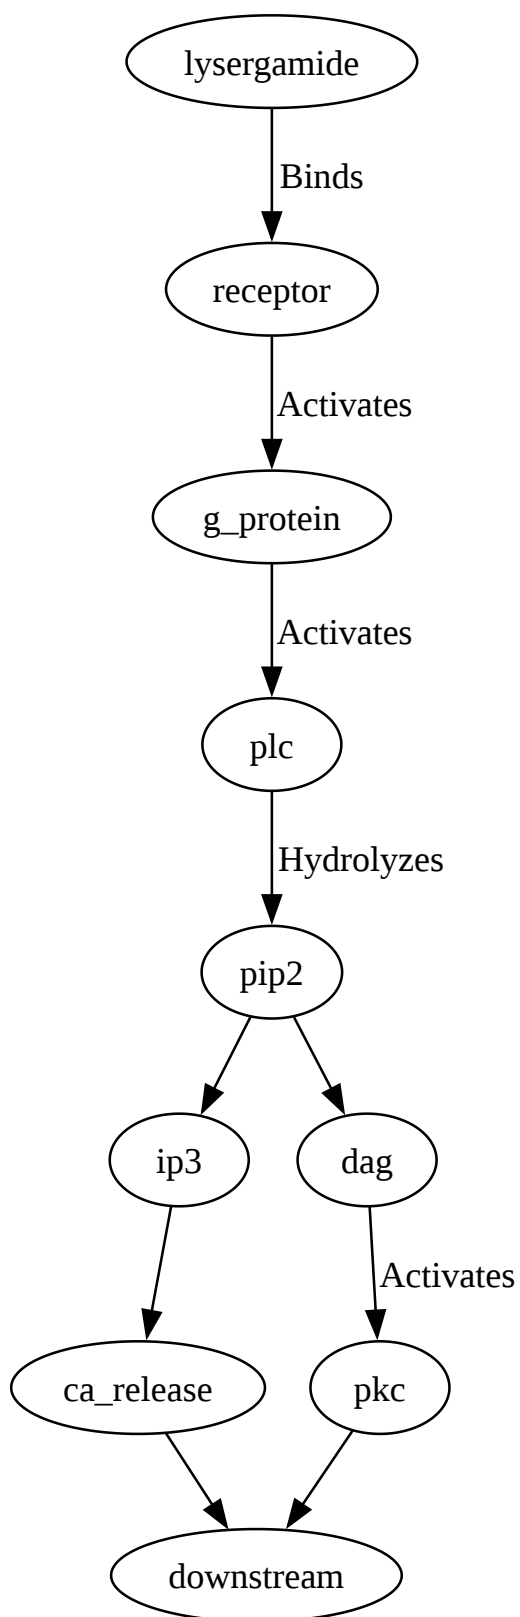 lysergamide
Binds
receptor
Activates
g_protein
Activates
plc
Hydrolyzes
pip2
ip3
dag
Activates
ca_release
pkc
downstream